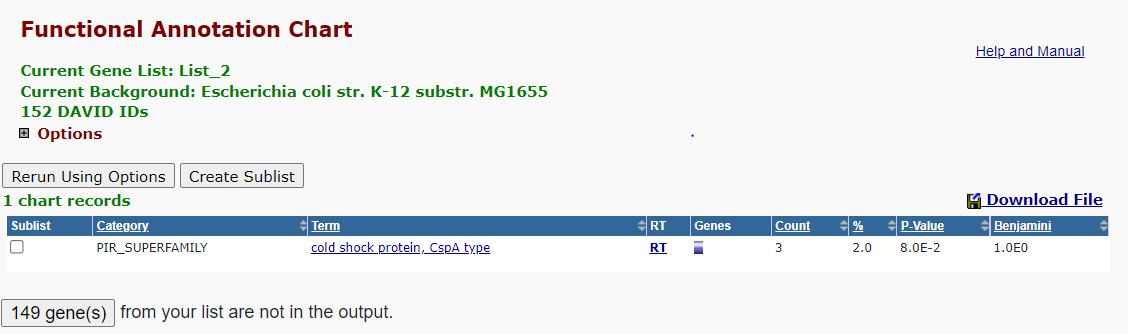 Functional Annotation Chart
Help and Manual
Current Gene List: List_2
Current Background: Escherichia coli str. K-12 substr. MG1655
152 DAVID IDs
Options
Rerun Using Options Create Sublist
1 chart records Download File
Sublist Category Term RT Genes Count % P-Value Benjamini
PIR_SUPERFAMILY cold shock protein, CspA type RT 3 2.0 8.0E-2 1.0E0
149 gene(s) from your list are not in the output.